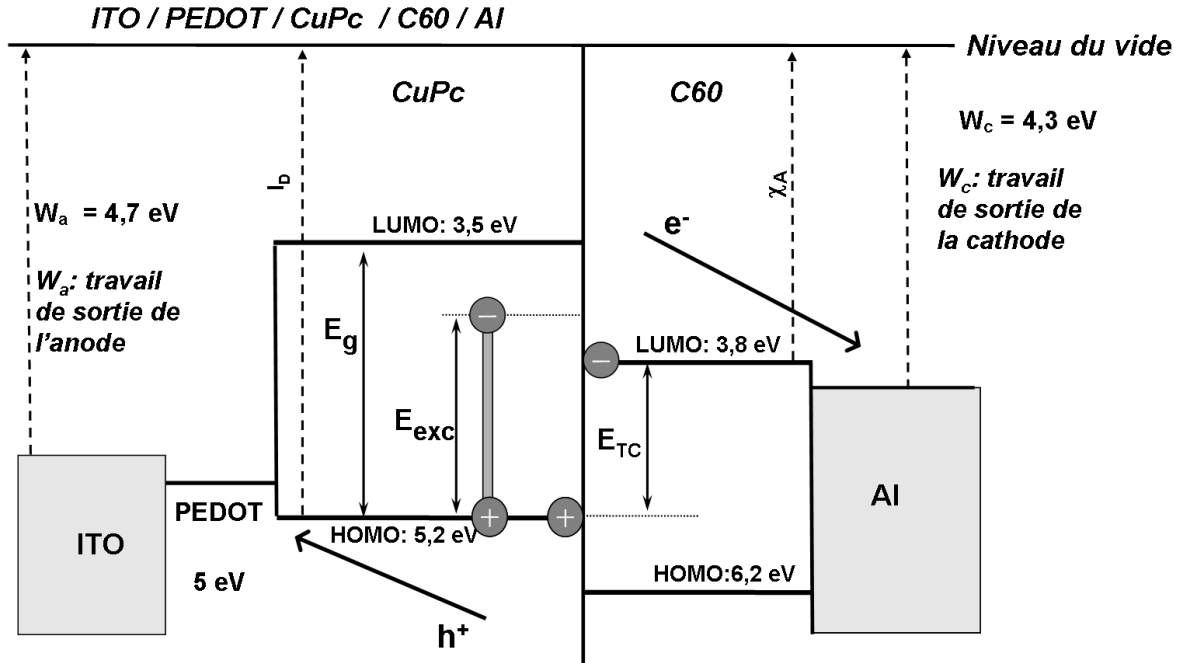 ITO / PEDOT / CuPc / C60 / Al
Niveau du vide
CuPc
C60
W_c = 4,3 eV
I_D
χ_A
W_c: travail
de sortie de
la cathode
W_a = 4,7 eV
LUMO: 3,5 eV
e⁻
W_a: travail
de sortie de
l'anode
E_g
−
−
LUMO: 3,8 eV
E_exc
E_TC
PEDOT
+
+
Al
ITO
HOMO: 5,2 eV
5 eV
HOMO:6,2 eV
h⁺